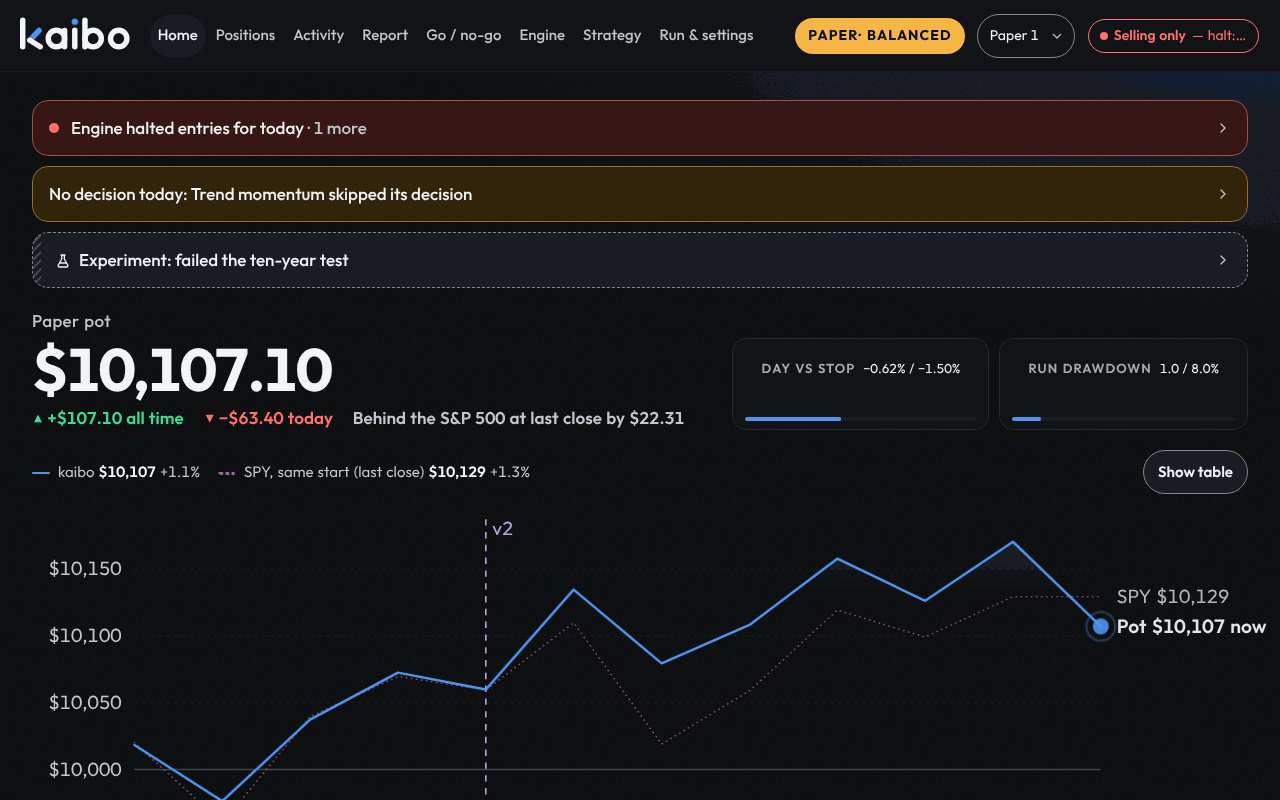 kaibo
Home Positions Activity Report Go / no-go Engine Strategy Run & settings
PAPER· BALANCED
Paper 1
Selling only — halt:...
Engine halted entries for today · 1 more
No decision today: Trend momentum skipped its decision
Experiment: failed the ten-year test
Paper pot
$10,107.10
▲ +$107.10 all time ▼ −$63.40 today Behind the S&P 500 at last close by $22.31
DAY VS STOP −0.62% / −1.50%
RUN DRAWDOWN 1.0 / 8.0%
kaibo $10,107 +1.1% SPY, same start (last close) $10,129 +1.3%
Show table
v2
$10,150
SPY $10,129
Pot $10,107 now
$10,100
$10,050
$10,000